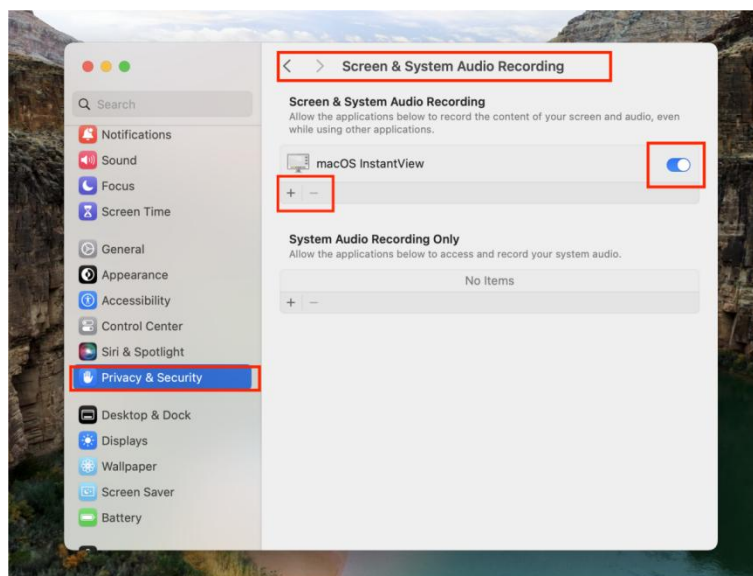 Search
Notifications
Sound
Focus
Screen Time
General
Appearance
Accessibility
Control Center
Siri & Spotlight
Privacy & Security
Desktop & Dock
Displays
Wallpaper
Screen Saver
Battery
Screen & System Audio Recording
Screen & System Audio Recording
Allow the applications below to record the content of your screen and audio, even
while using other applications.
macOS InstantView
+ −
System Audio Recording Only
Allow the applications below to access and record your system audio.
No Items
+ −